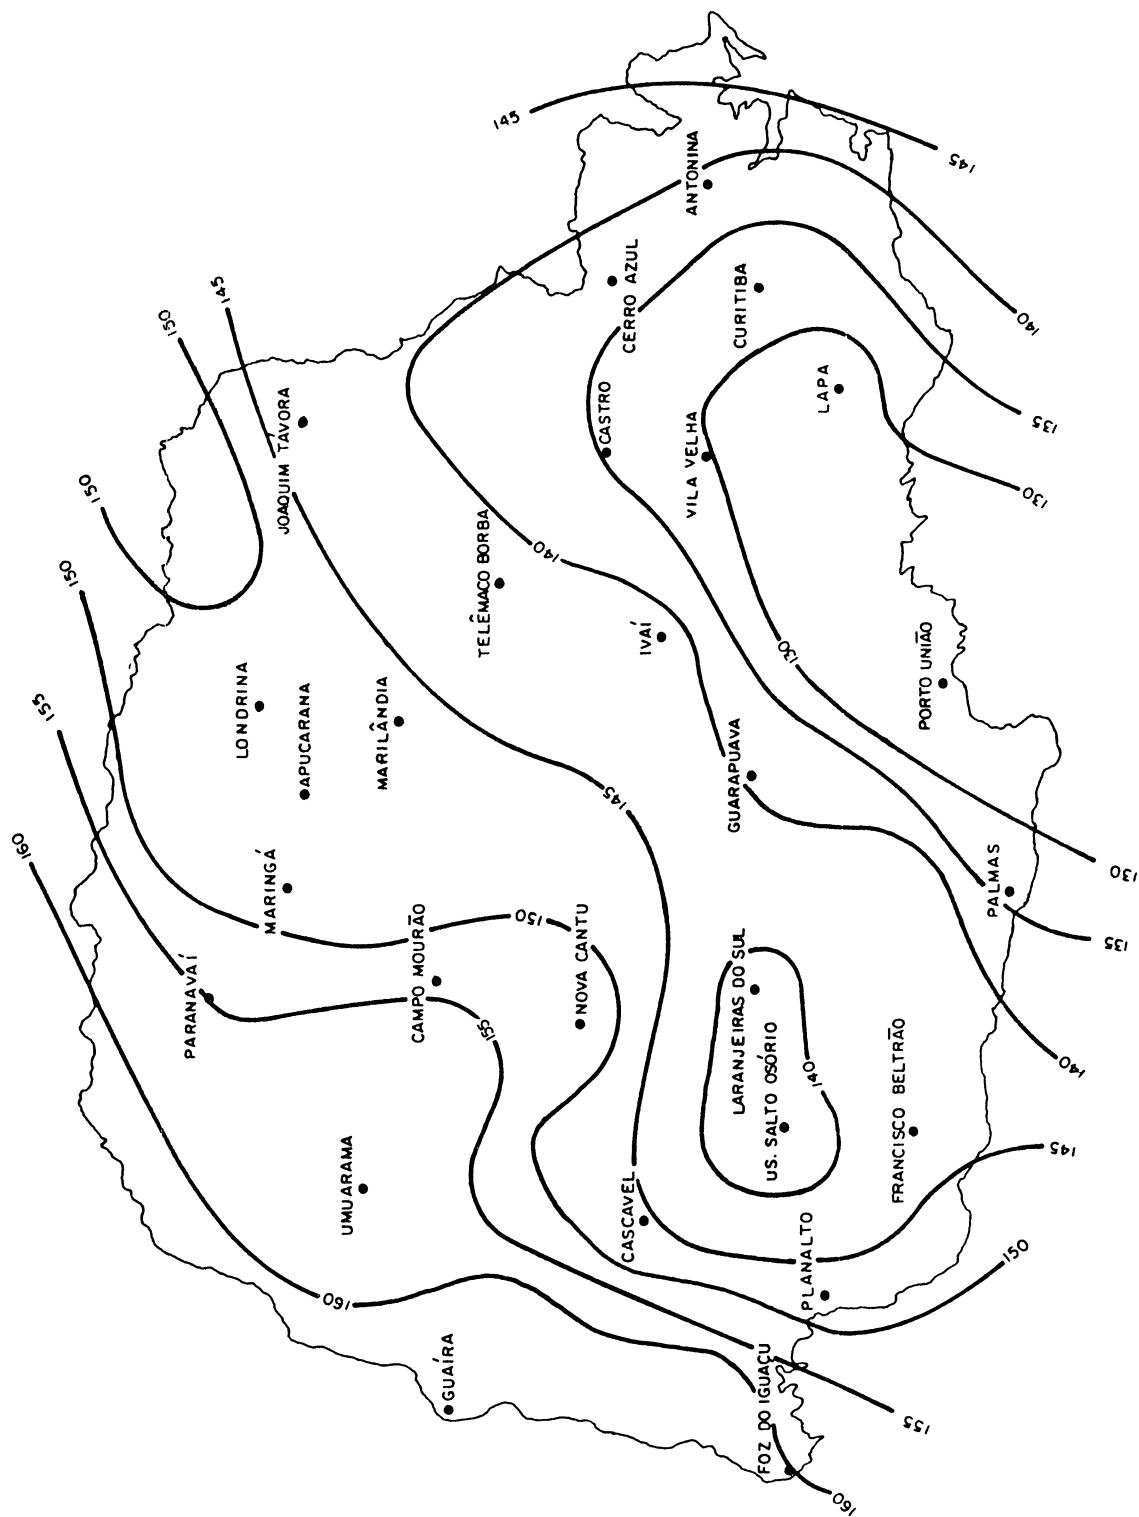 145
145
ANTONINA
CERRO AZUL
CURITIBA
140
145
150
JOAQUIM TÁVORA
CASTRO
LAPA
VILA VELHA
135
130
150
150
TELÊMACO BORBA
140
IVAÍ
130
PORTO UNIÃO
155
LONDRINA
APUCARANA
MARILÂNDIA
145
GUARAPUAVA
160
MARINGÁ
130
PALMAS
135
PARANAVAÍ
CAMPO MOURÃO
150
NOVA CANTU
LARANJEIRAS DO SUL
155
US. SALTO OSÓRIO
140
FRANCISCO BELTRÃO
140
145
UMUARAMA
CASCAVEL
PLANALTO
150
160
GUAÍRA
FOZ DO IGUAÇU
155
160